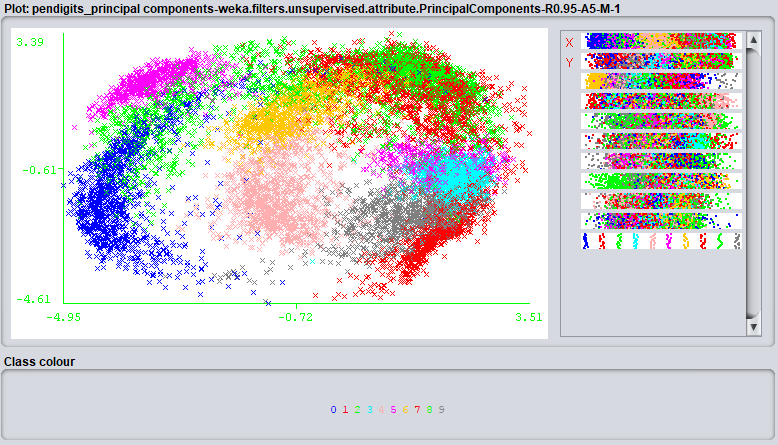 Plot: pendigits_principal components-weka.filters.unsupervised.attribute.PrincipalComponents-R0.95-A5-M-1
3.39
-0.61
-4.61
-4.95 -0.72 3.51
X
Y
Class colour
0 1 2 3 4 5 6 7 8 9